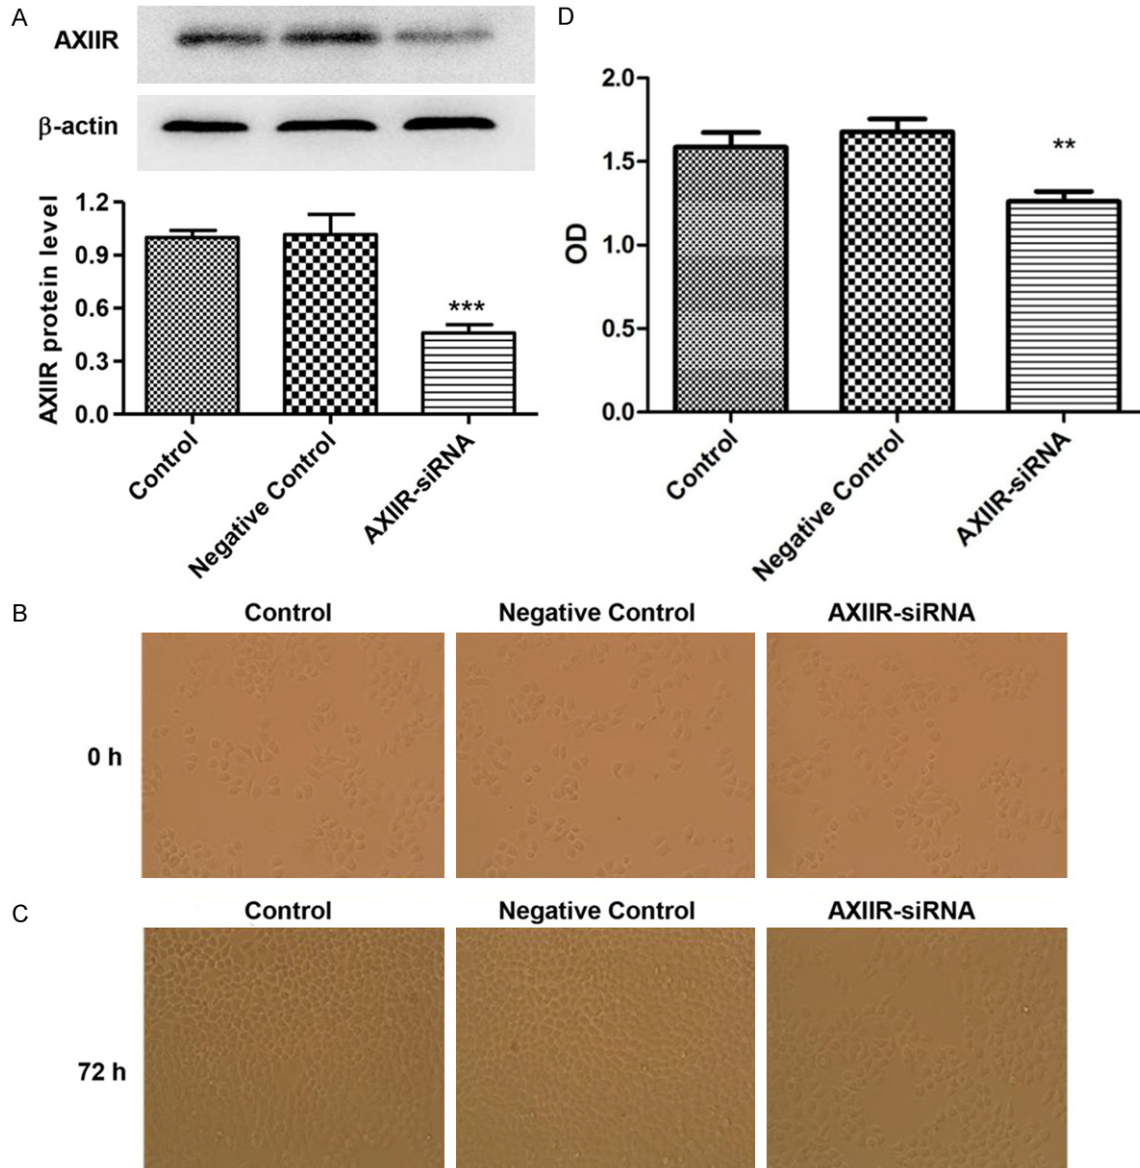 A
AXIIR
β-actin
AXIIR protein level
1.2
0.9
0.6
0.3
0.0
***
Control
Negative Control
AXIIR-siRNA
D
OD
2.0
1.5
1.0
0.5
0.0
**
Control
Negative Control
AXIIR-siRNA
B
Control
Negative Control
AXIIR-siRNA
0 h
C
Control
Negative Control
AXIIR-siRNA
72 h